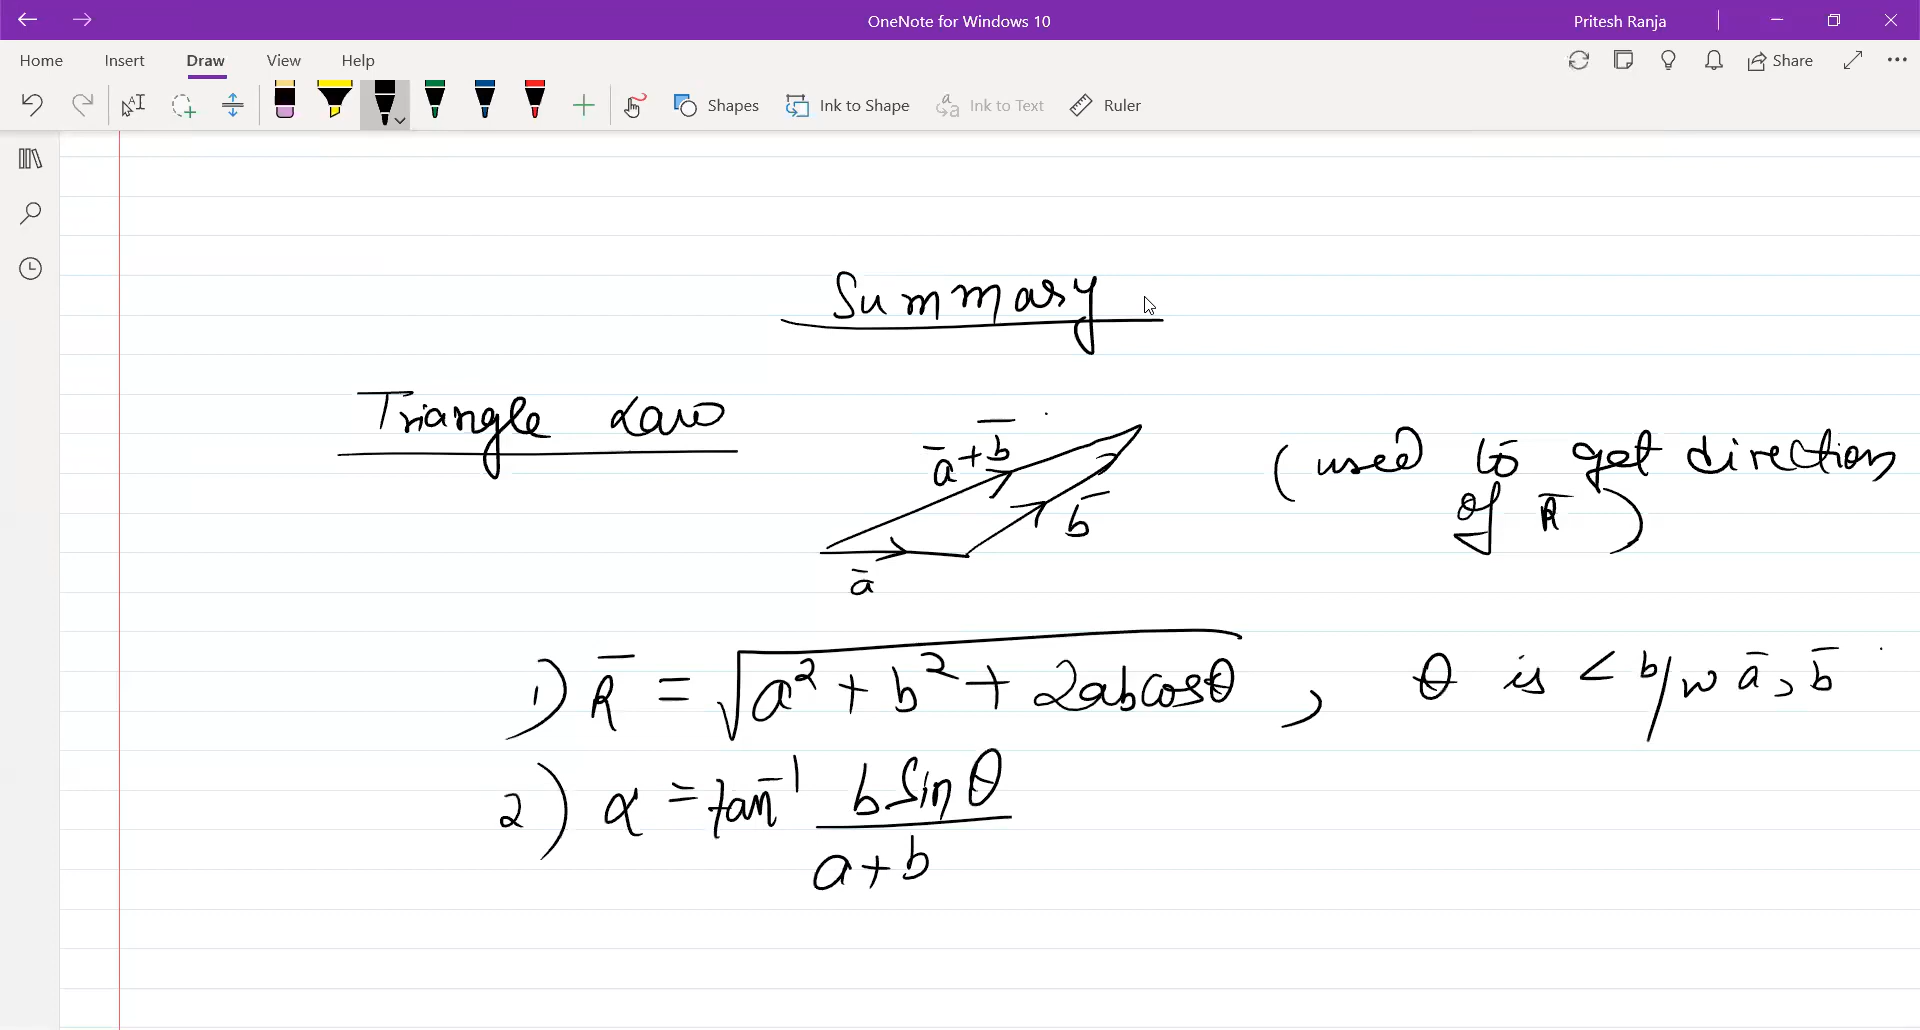 OneNote for Windows 10
Pritesh Ranja
Home Insert Draw View Help
Share
Shapes Ink to Shape Ink to Text Ruler
Summary
Triangle Law
a̅ + b̅
b̅
a̅
(used to get direction
of R̅)
1) R̅ = √(a² + b² + 2abcosθ) , θ is < b/w a̅, b̅
2) α = tan⁻¹ b sin θ
a + b